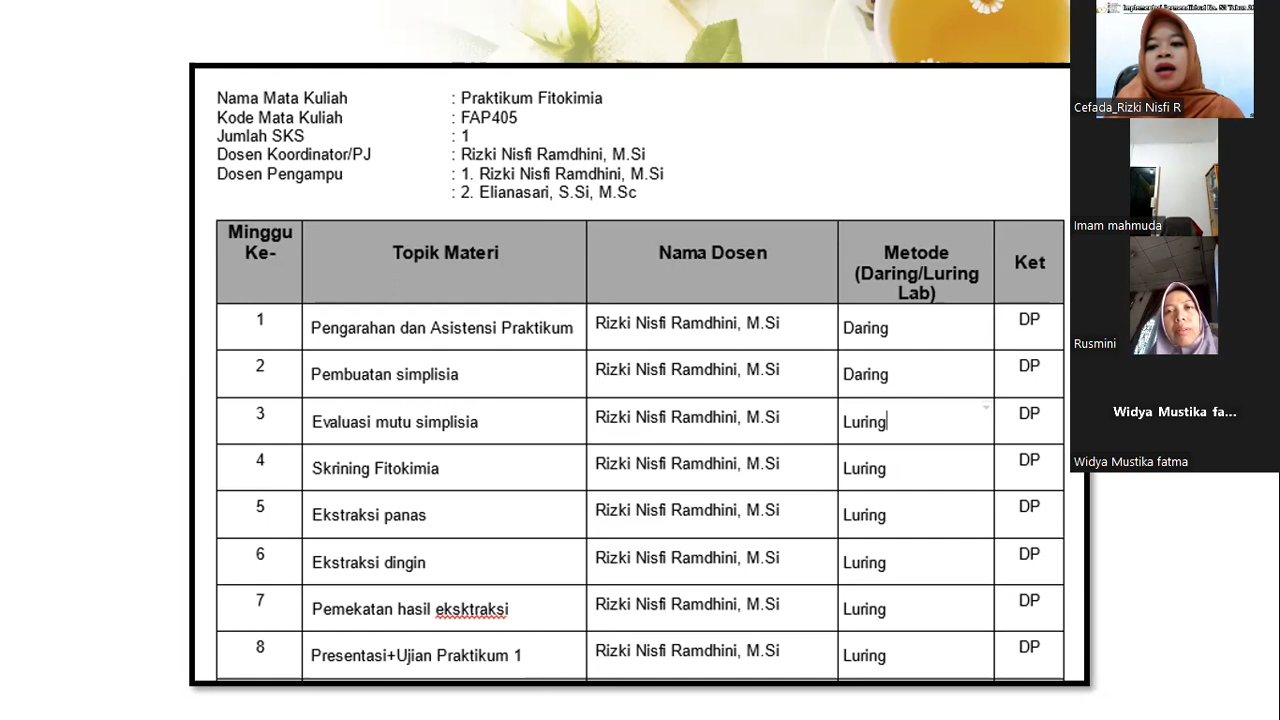 Nama Mata Kuliah : Praktikum Fitokimia
Kode Mata Kuliah : FAP405
Jumlah SKS : 1
Dosen Koordinator/PJ : Rizki Nisfi Ramdhini, M.Si
Dosen Pengampu : 1. Rizki Nisfi Ramdhini, M.Si
: 2. Elianasari, S.Si, M.Sc
Minggu Ke- Topik Materi Nama Dosen Metode (Daring/Luring Lab) Ket
1 Pengarahan dan Asistensi Praktikum Rizki Nisfi Ramdhini, M.Si Daring DP
2 Pembuatan simplisia Rizki Nisfi Ramdhini, M.Si Daring DP
3 Evaluasi mutu simplisia Rizki Nisfi Ramdhini, M.Si Luring DP
4 Skrining Fitokimia Rizki Nisfi Ramdhini, M.Si Luring DP
5 Ekstraksi panas Rizki Nisfi Ramdhini, M.Si Luring DP
6 Ekstraksi dingin Rizki Nisfi Ramdhini, M.Si Luring DP
7 Pemekatan hasil eksktraksi Rizki Nisfi Ramdhini, M.Si Luring DP
8 Presentasi+Ujian Praktikum 1 Rizki Nisfi Ramdhini, M.Si Luring DP
Cefada_Rizki Nisfi R
Imam mahmuda
Rusmini
Widya Mustika fa...
Widya Mustika fatma